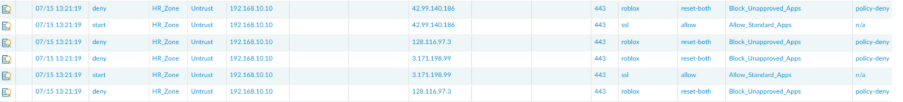 07/15 13:21:19 deny HR_Zone Untrust 192.168.10.10 42.99.140.186 443 roblox reset-both Block_Unapproved_Apps policy-deny
07/15 13:21:19 start HR_Zone Untrust 192.168.10.10 42.99.140.186 443 ssl allow Allow_Standard_Apps n/a
07/15 13:21:19 deny HR_Zone Untrust 192.168.10.10 128.116.97.3 443 roblox reset-both Block_Unapproved_Apps policy-deny
07/15 13:21:19 deny HR_Zone Untrust 192.168.10.10 3.171.198.99 443 roblox reset-both Block_Unapproved_Apps policy-deny
07/15 13:21:19 start HR_Zone Untrust 192.168.10.10 3.171.198.99 443 ssl allow Allow_Standard_Apps n/a
07/15 13:21:19 deny HR_Zone Untrust 192.168.10.10 128.116.97.3 443 roblox reset-both Block_Unapproved_Apps policy-deny